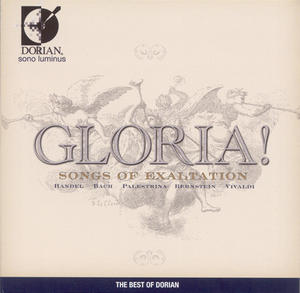 DORIAN,
sono luminus
GLORIA!
SONGS OF EXALTATION
HANDEL BACH PALESTRINA BERNSTEIN VIVALDI
THE BEST OF DORIAN